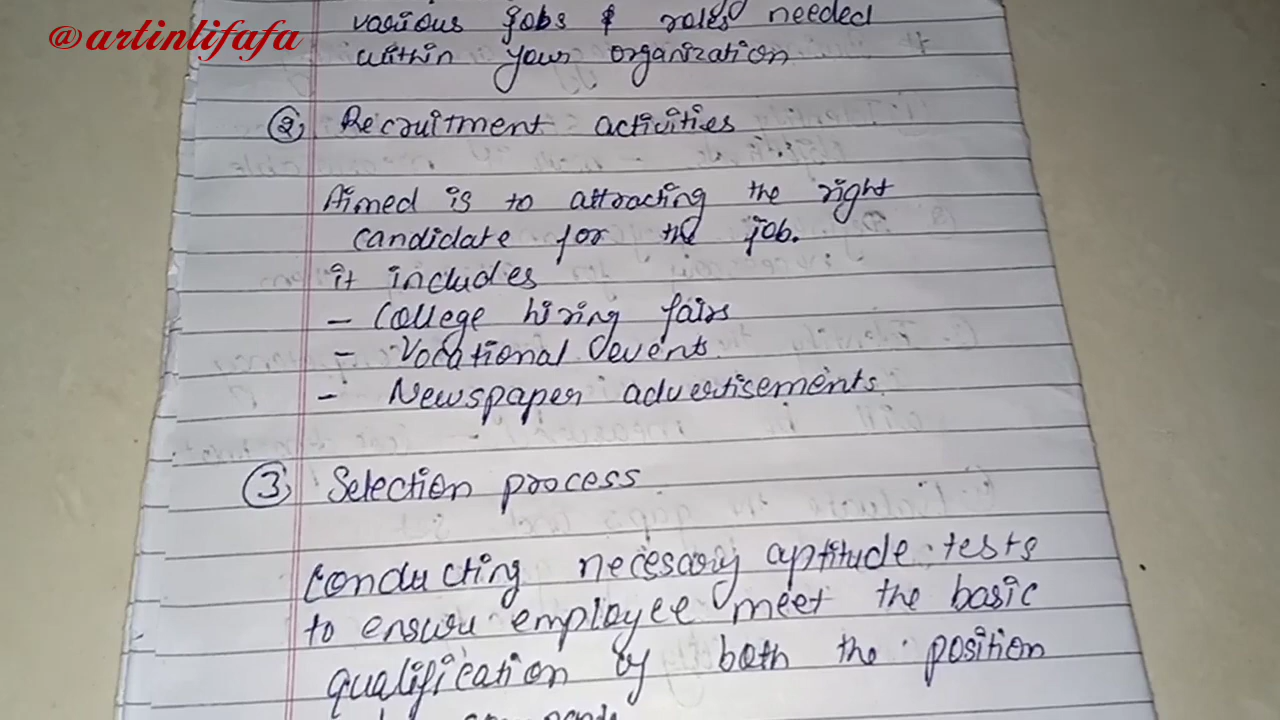 @artinlifafa
various jobs & roles needed
within your organization
2) Recruitment activities
Aimed is to attracting the right
candidate for the job.
it includes
- College hiring fairs
- Vocational events
- Newspaper advertisements.
3) Selection process
Conducting necessary aptitude tests
to ensure employee meet the basic
qualification of both the position